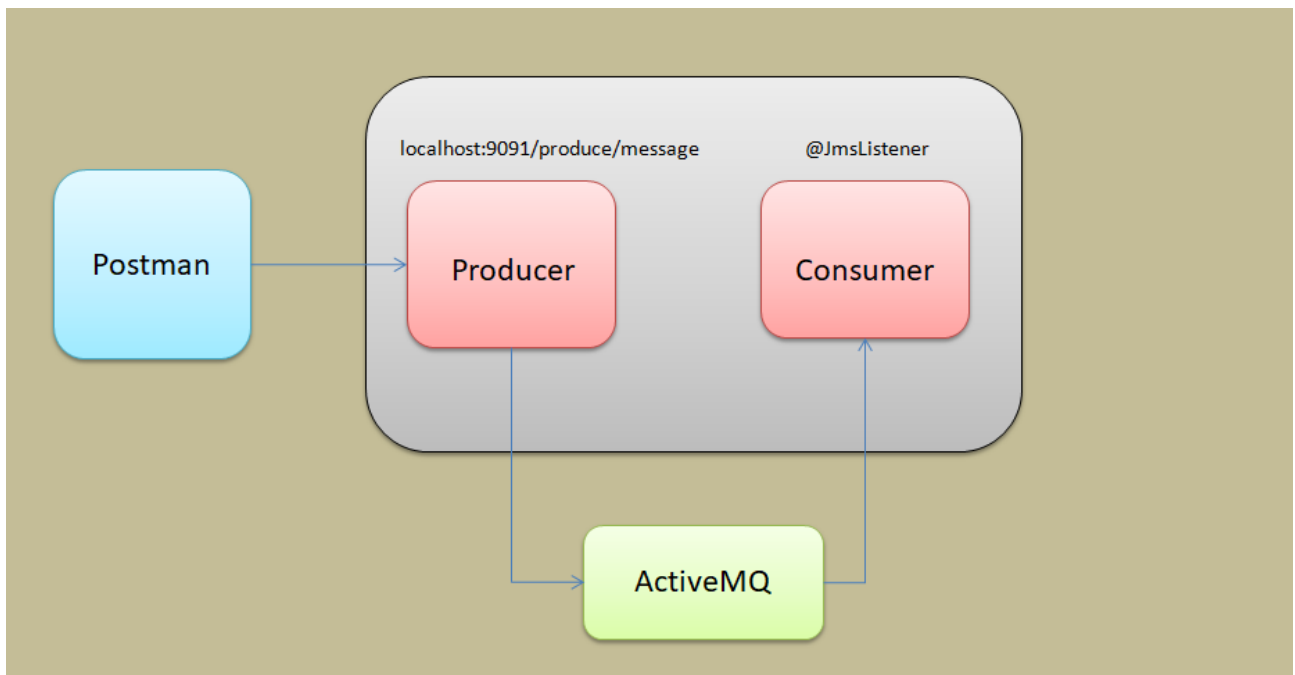 localhost:9091/produce/message
@JmsListener
Postman
Producer
Consumer
ActiveMQ